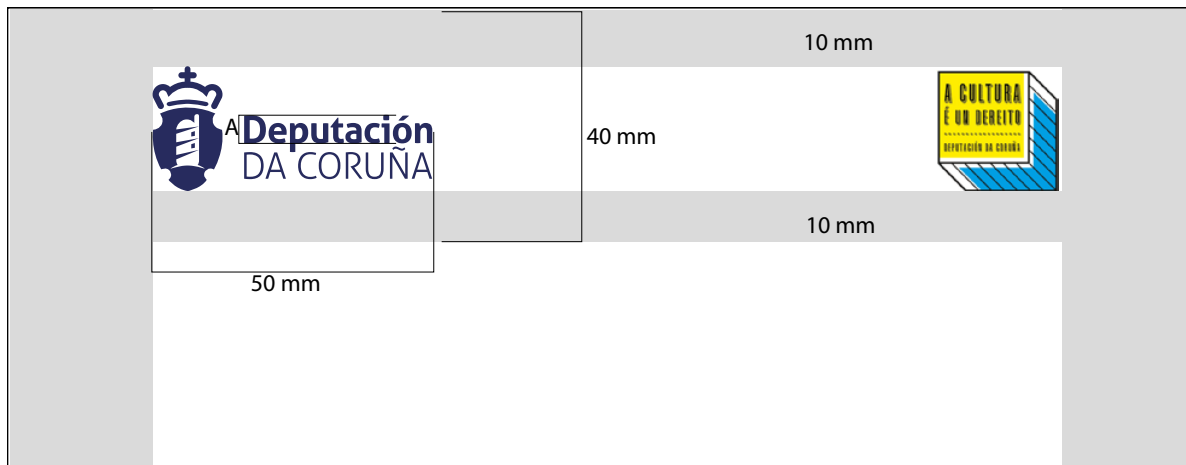 10 mm
A
Deputación
DA CORUÑA
40 mm
A CULTURA
É UN DEREITO
DEPUTACIÓN DA CORUÑA
10 mm
50 mm